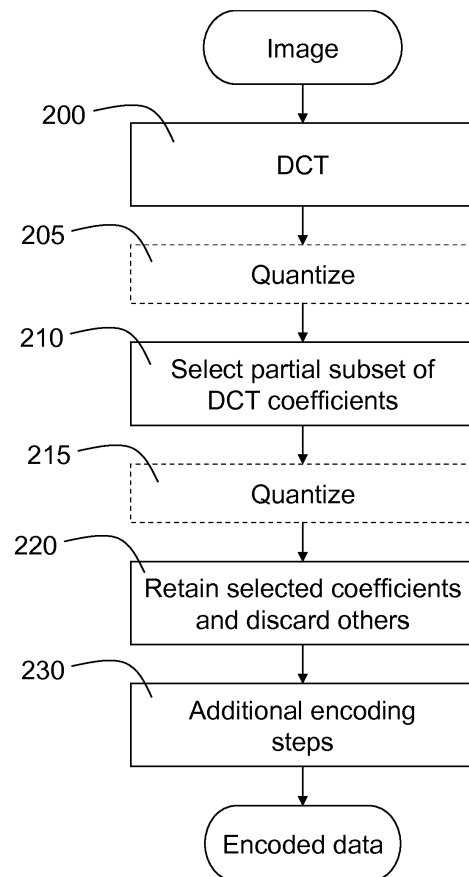 Image
200
DCT
205
Quantize
210
Select partial subset of
DCT coefficients
215
Quantize
220
Retain selected coefficients
and discard others
230
Additional encoding
steps
Encoded data